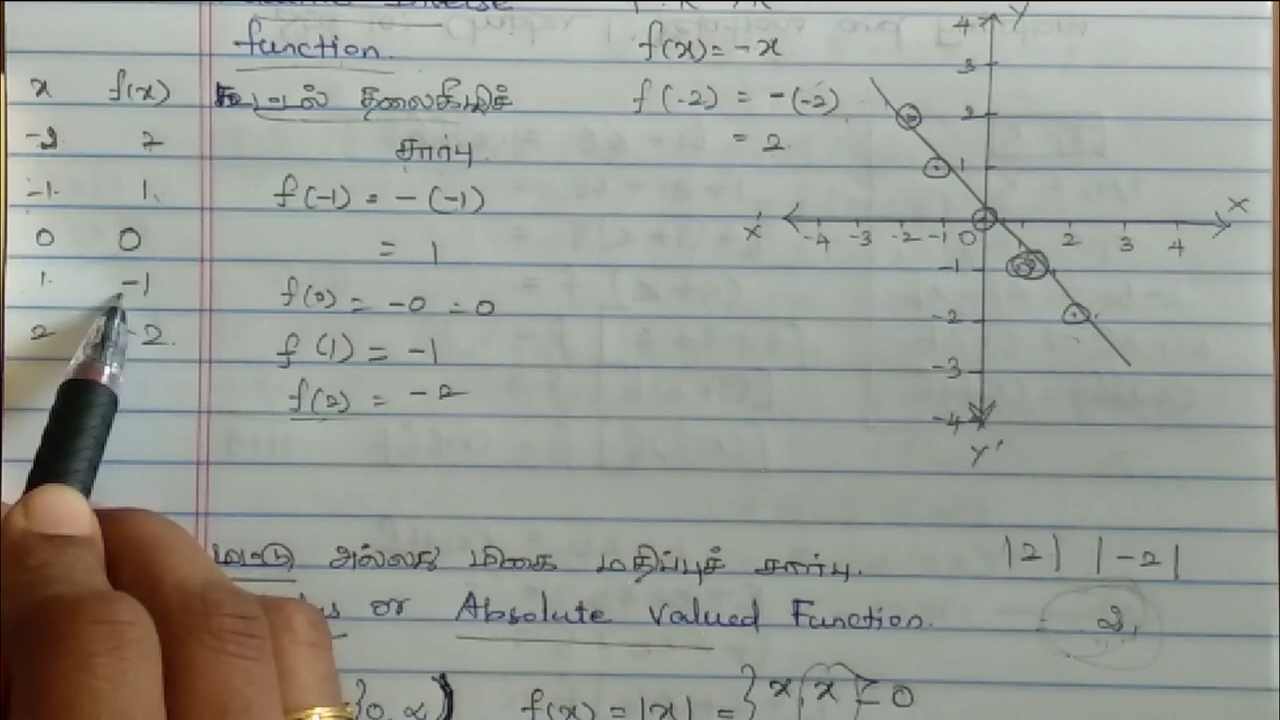 function.
f(x) = -x
x f(x)
கூட்டல் தலைகீழிச்
சார்பு.
f(-2) = -(-2)
= 2
-2 2
-1 1
0 0
1 -1
2 -2
f(-1) = -(-1)
= 1
f(0) = -0 = 0
f(1) = -1
f(2) = -2
Y
4
3
2
1
X' -4 -3 -2 -1 0 2 3 4 X
-1
-2
-3
-4
Y'
மட்டு அல்லது மிகை மதிப்புச் சார்பு.
|2| |-2|
or Absolute Valued Function.
2,
f(x) = |x| =